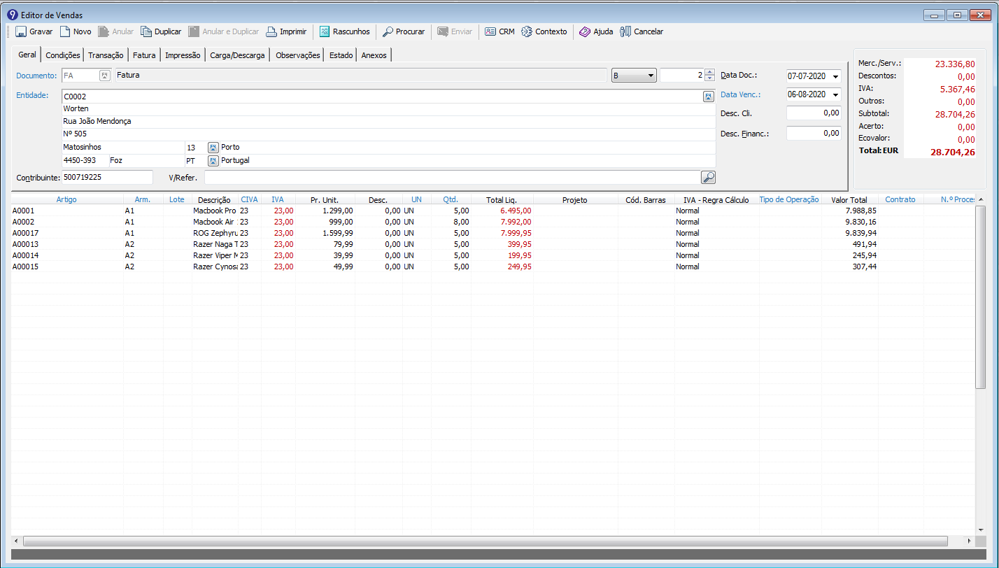 Editor de Vendas
Gravar Novo Anular Duplicar Anular e Duplicar Imprimir Rascunhos Procurar Enviar CRM Contexto Ajuda Cancelar
Geral Condições Transação Fatura Impressão Carga/Descarga Observações Estado Anexos
Documento: FA F4 Fatura B 2 Data Doc.: 07-07-2020
Entidade: C0002 F4 Data Venc.: 06-08-2020
Worten Desc. Cli. 0,00
Rua João Mendonça
Nº 505 Desc. Financ.: 0,00
Matosinhos 13 F4 Porto
4450-393 Foz PT F4 Portugal
Contribuinte: 500719225 V/Refer.
Merc./Serv.: 23.336,80
Descontos: 0,00
IVA: 5.367,46
Outros: 0,00
Subtotal: 28.704,26
Acerto: 0,00
Ecovalor: 0,00
Total: EUR 28.704,26
Artigo Arm. Lote Descrição CIVA IVA Pr. Unit. Desc. UN Qtd. Total Liq. Projeto Cód. Barras IVA - Regra Cálculo Tipo de Operação Valor Total Contrato N.º Proces
A0001 A1 Macbook Pro 23 23,00 1.299,00 0,00 UN 5,00 6.495,00 Normal 7.988,85
A0002 A1 Macbook Air 23 23,00 999,00 0,00 UN 8,00 7.992,00 Normal 9.830,16
A00017 A1 ROG Zephyru 23 23,00 1.599,99 0,00 UN 5,00 7.999,95 Normal 9.839,94
A00013 A2 Razer Naga T 23 23,00 79,99 0,00 UN 5,00 399,95 Normal 491,94
A00014 A2 Razer Viper M 23 23,00 39,99 0,00 UN 5,00 199,95 Normal 245,94
A00015 A2 Razer Cynosa 23 23,00 49,99 0,00 UN 5,00 249,95 Normal 307,44